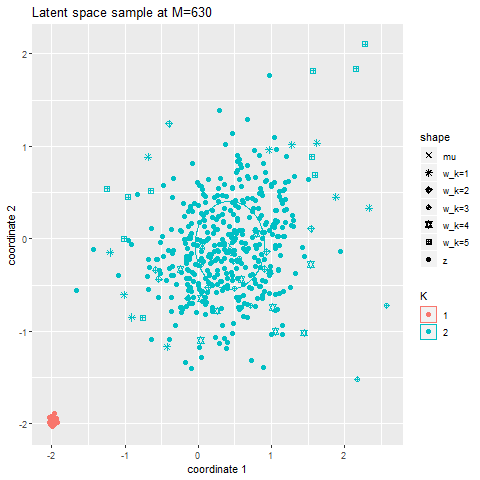 Latent space sample at M=630
2
1
0
-1
-2
coordinate 2
-2
-1
0
1
2
coordinate 1
shape
mu
w_k=1
w_k=2
w_k=3
w_k=4
w_k=5
z
K
1
2